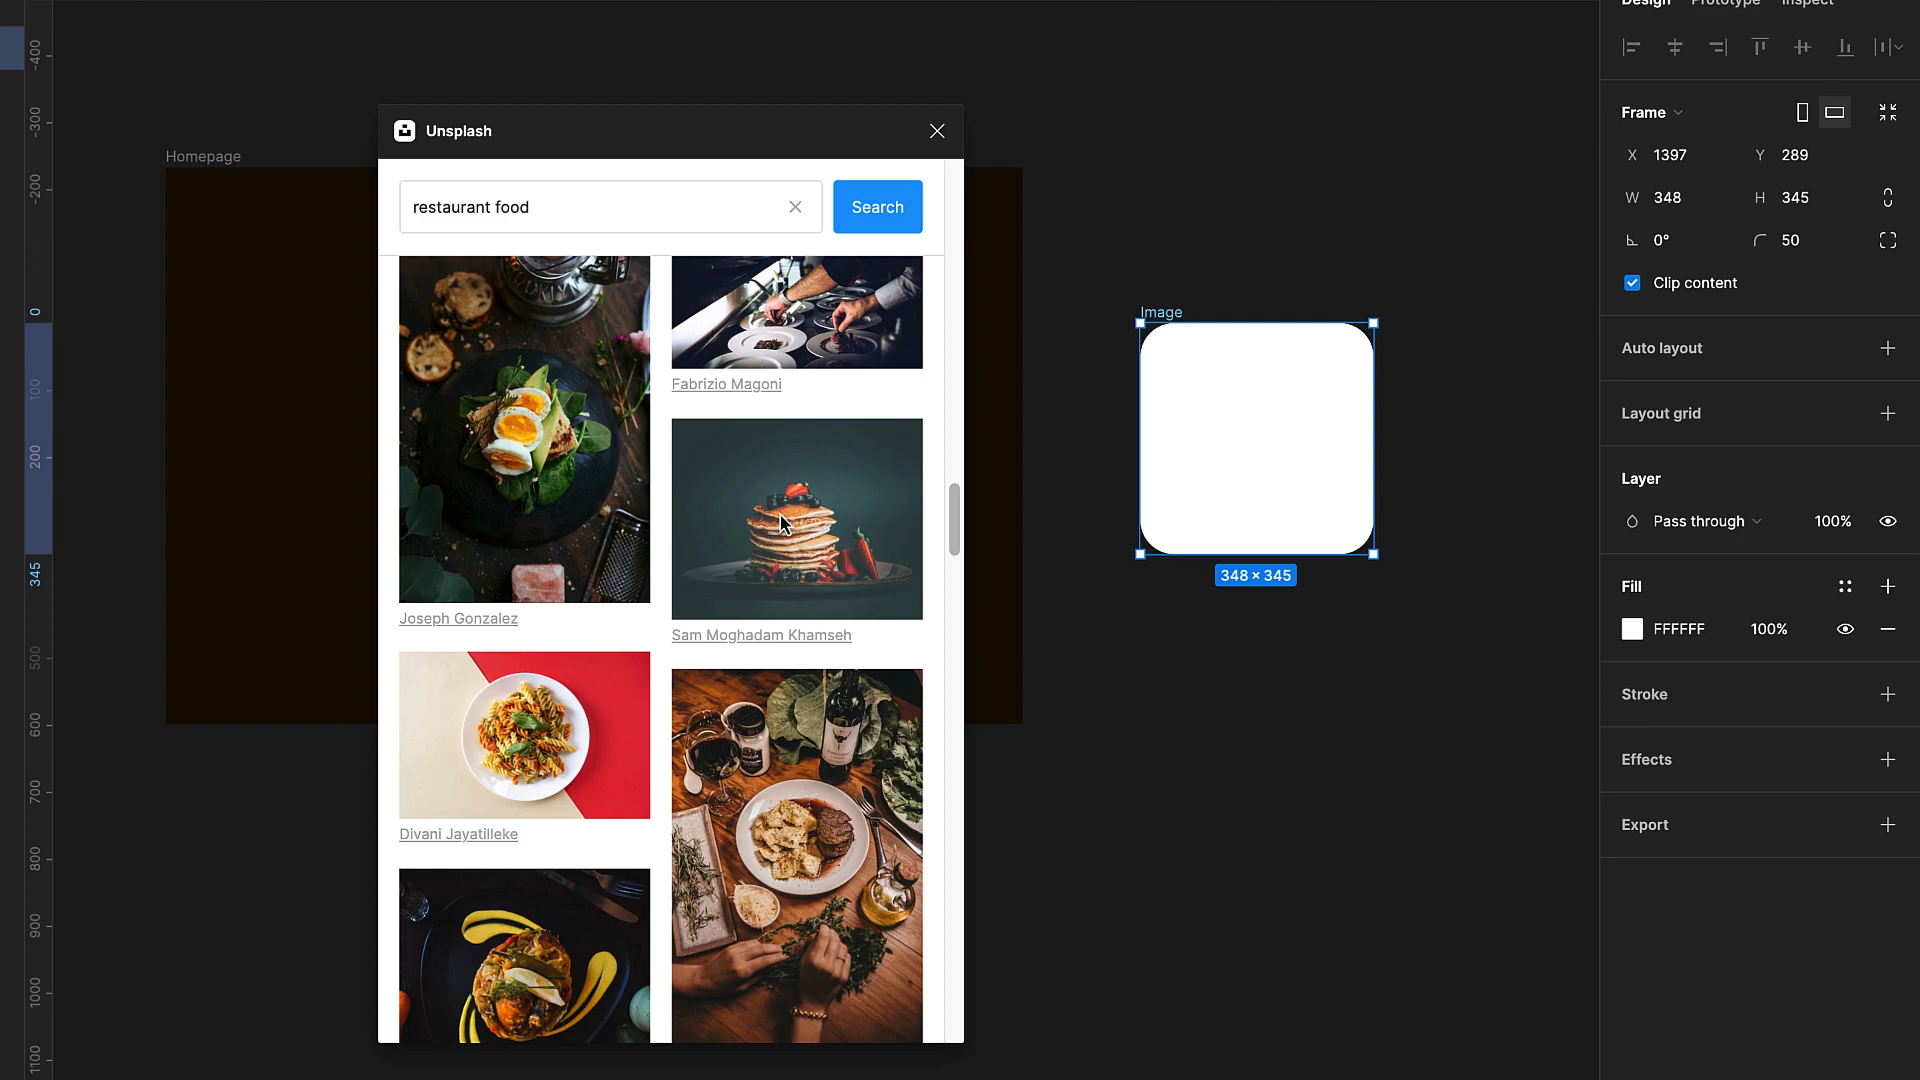 Design Prototype Inspect
-400
-300
-200
0
100
200
345
500
600
700
800
900
1000
1100
Homepage
Unsplash
restaurant food
Search
Fabrizio Magoni
Joseph Gonzalez
Sam Moghadam Khamseh
Divani Jayatilleke
Image
348 × 345
Frame
X 1397 Y 289
W 348 H 345
0° 50
Clip content
Auto layout
Layout grid
Layer
Pass through 100%
Fill
FFFFFF 100%
Stroke
Effects
Export